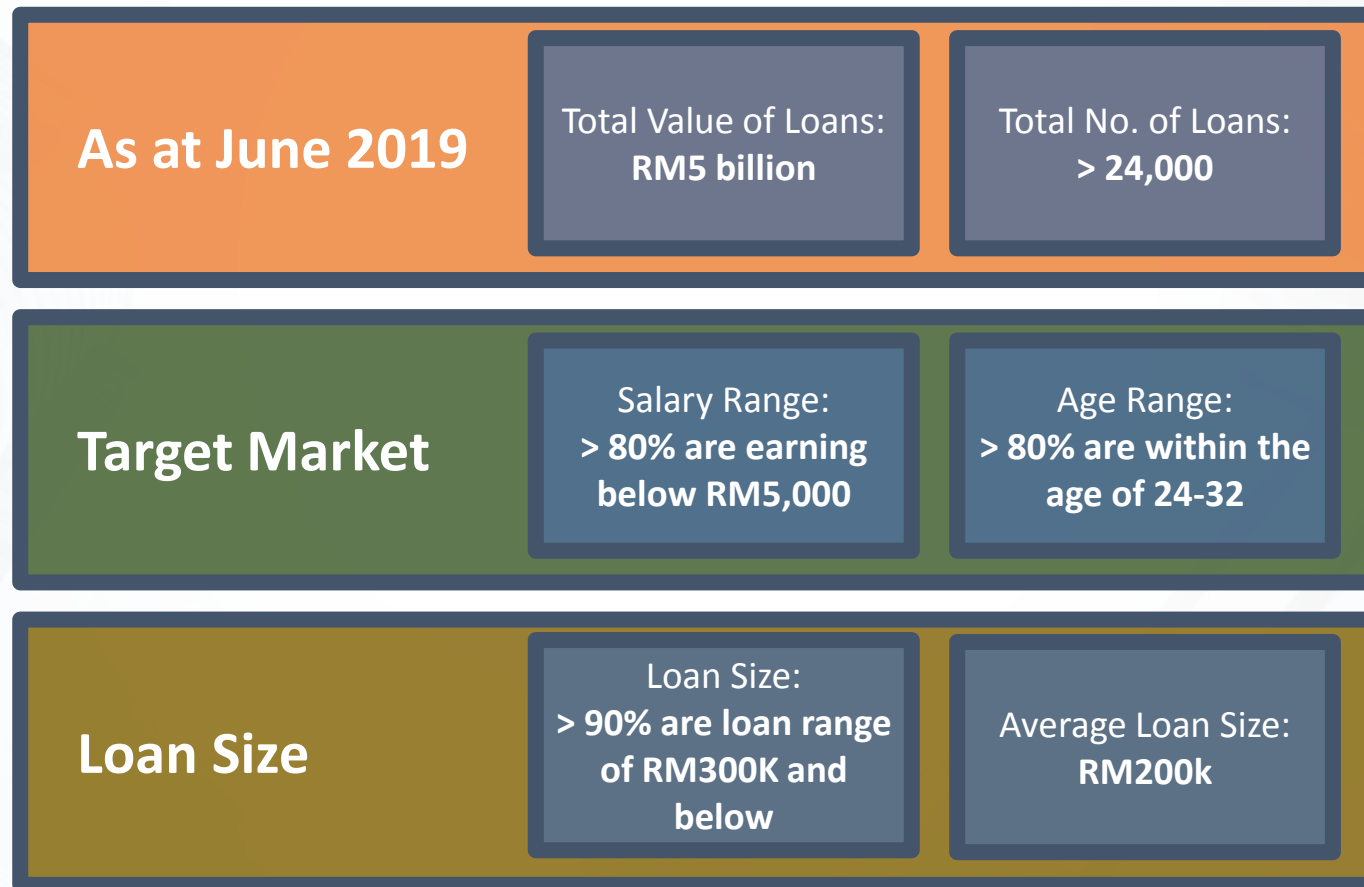 As at June 2019
Total Value of Loans:
RM5 billion
Total No. of Loans:
> 24,000
Target Market
Salary Range:
> 80% are earning
below RM5,000
Age Range:
> 80% are within the
age of 24-32
Loan Size
Loan Size:
> 90% are loan range
of RM300K and
below
Average Loan Size:
RM200k